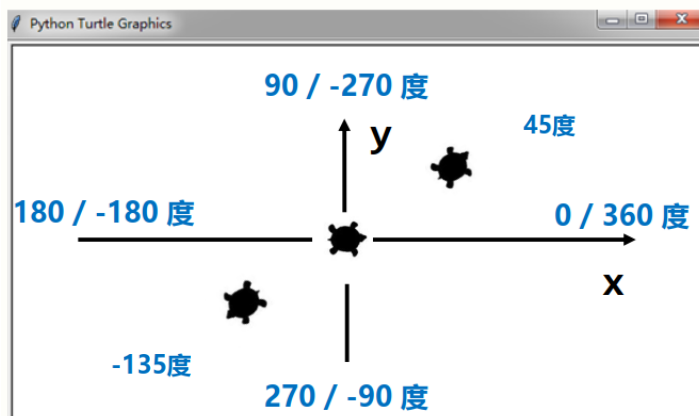 Python Turtle Graphics
90 / -270 度
y
45度
180 / -180 度
0 / 360 度
x
-135度
270 / -90 度